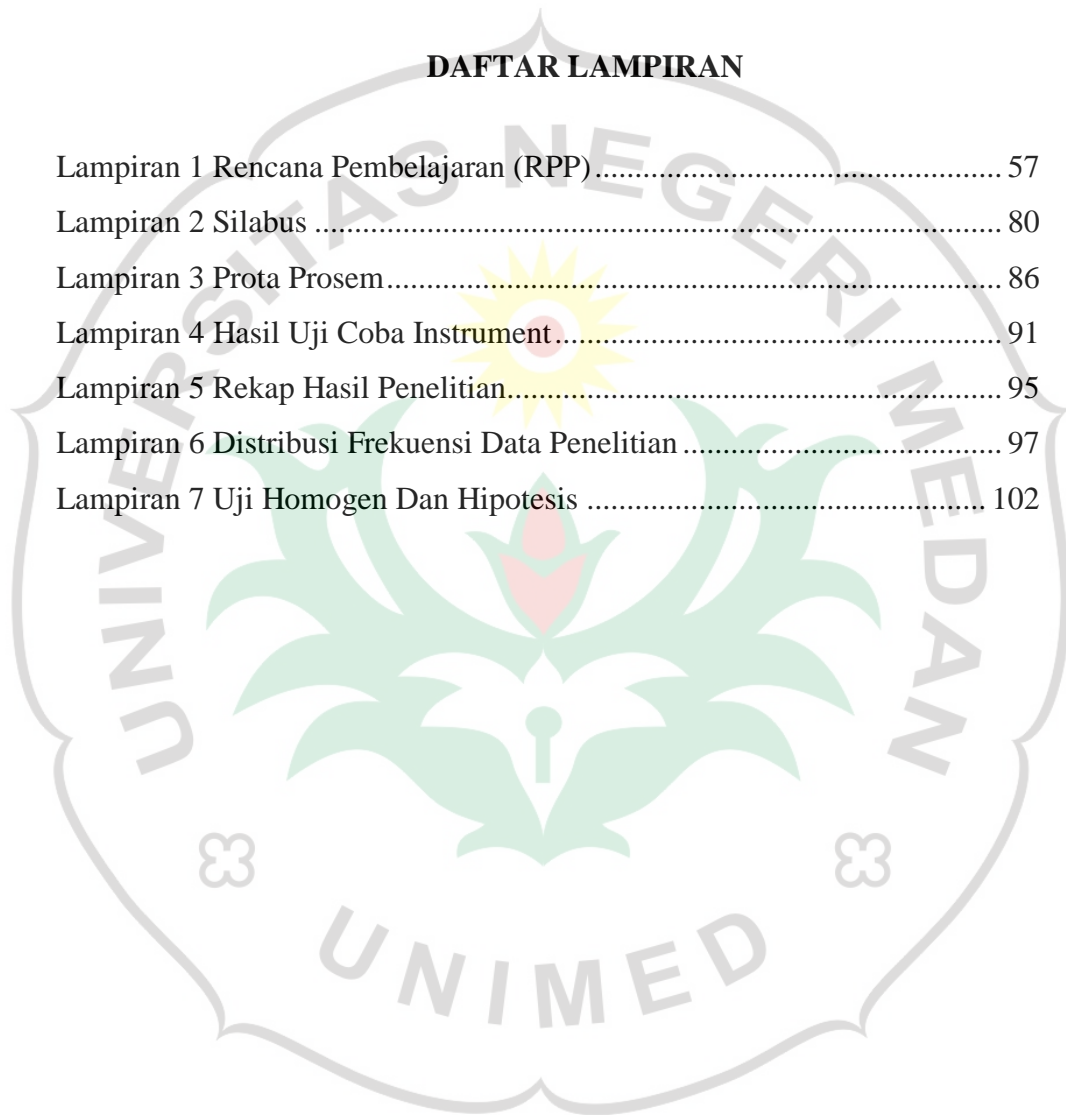 DAFTAR LAMPIRAN
Lampiran 1 Rencana Pembelajaran (RPP)............................................... 57
Lampiran 2 Silabus ................................................................................ 80
Lampiran 3 Prota Prosem....................................................................... 86
Lampiran 4 Hasil Uji Coba Instrument.................................................... 91
Lampiran 5 Rekap Hasil Penelitian......................................................... 95
Lampiran 6 Distribusi Frekuensi Data Penelitian ..................................... 97
Lampiran 7 Uji Homogen Dan Hipotesis ............................................... 102
UNIVERSITAS NEGERI MEDAN
UNIMED